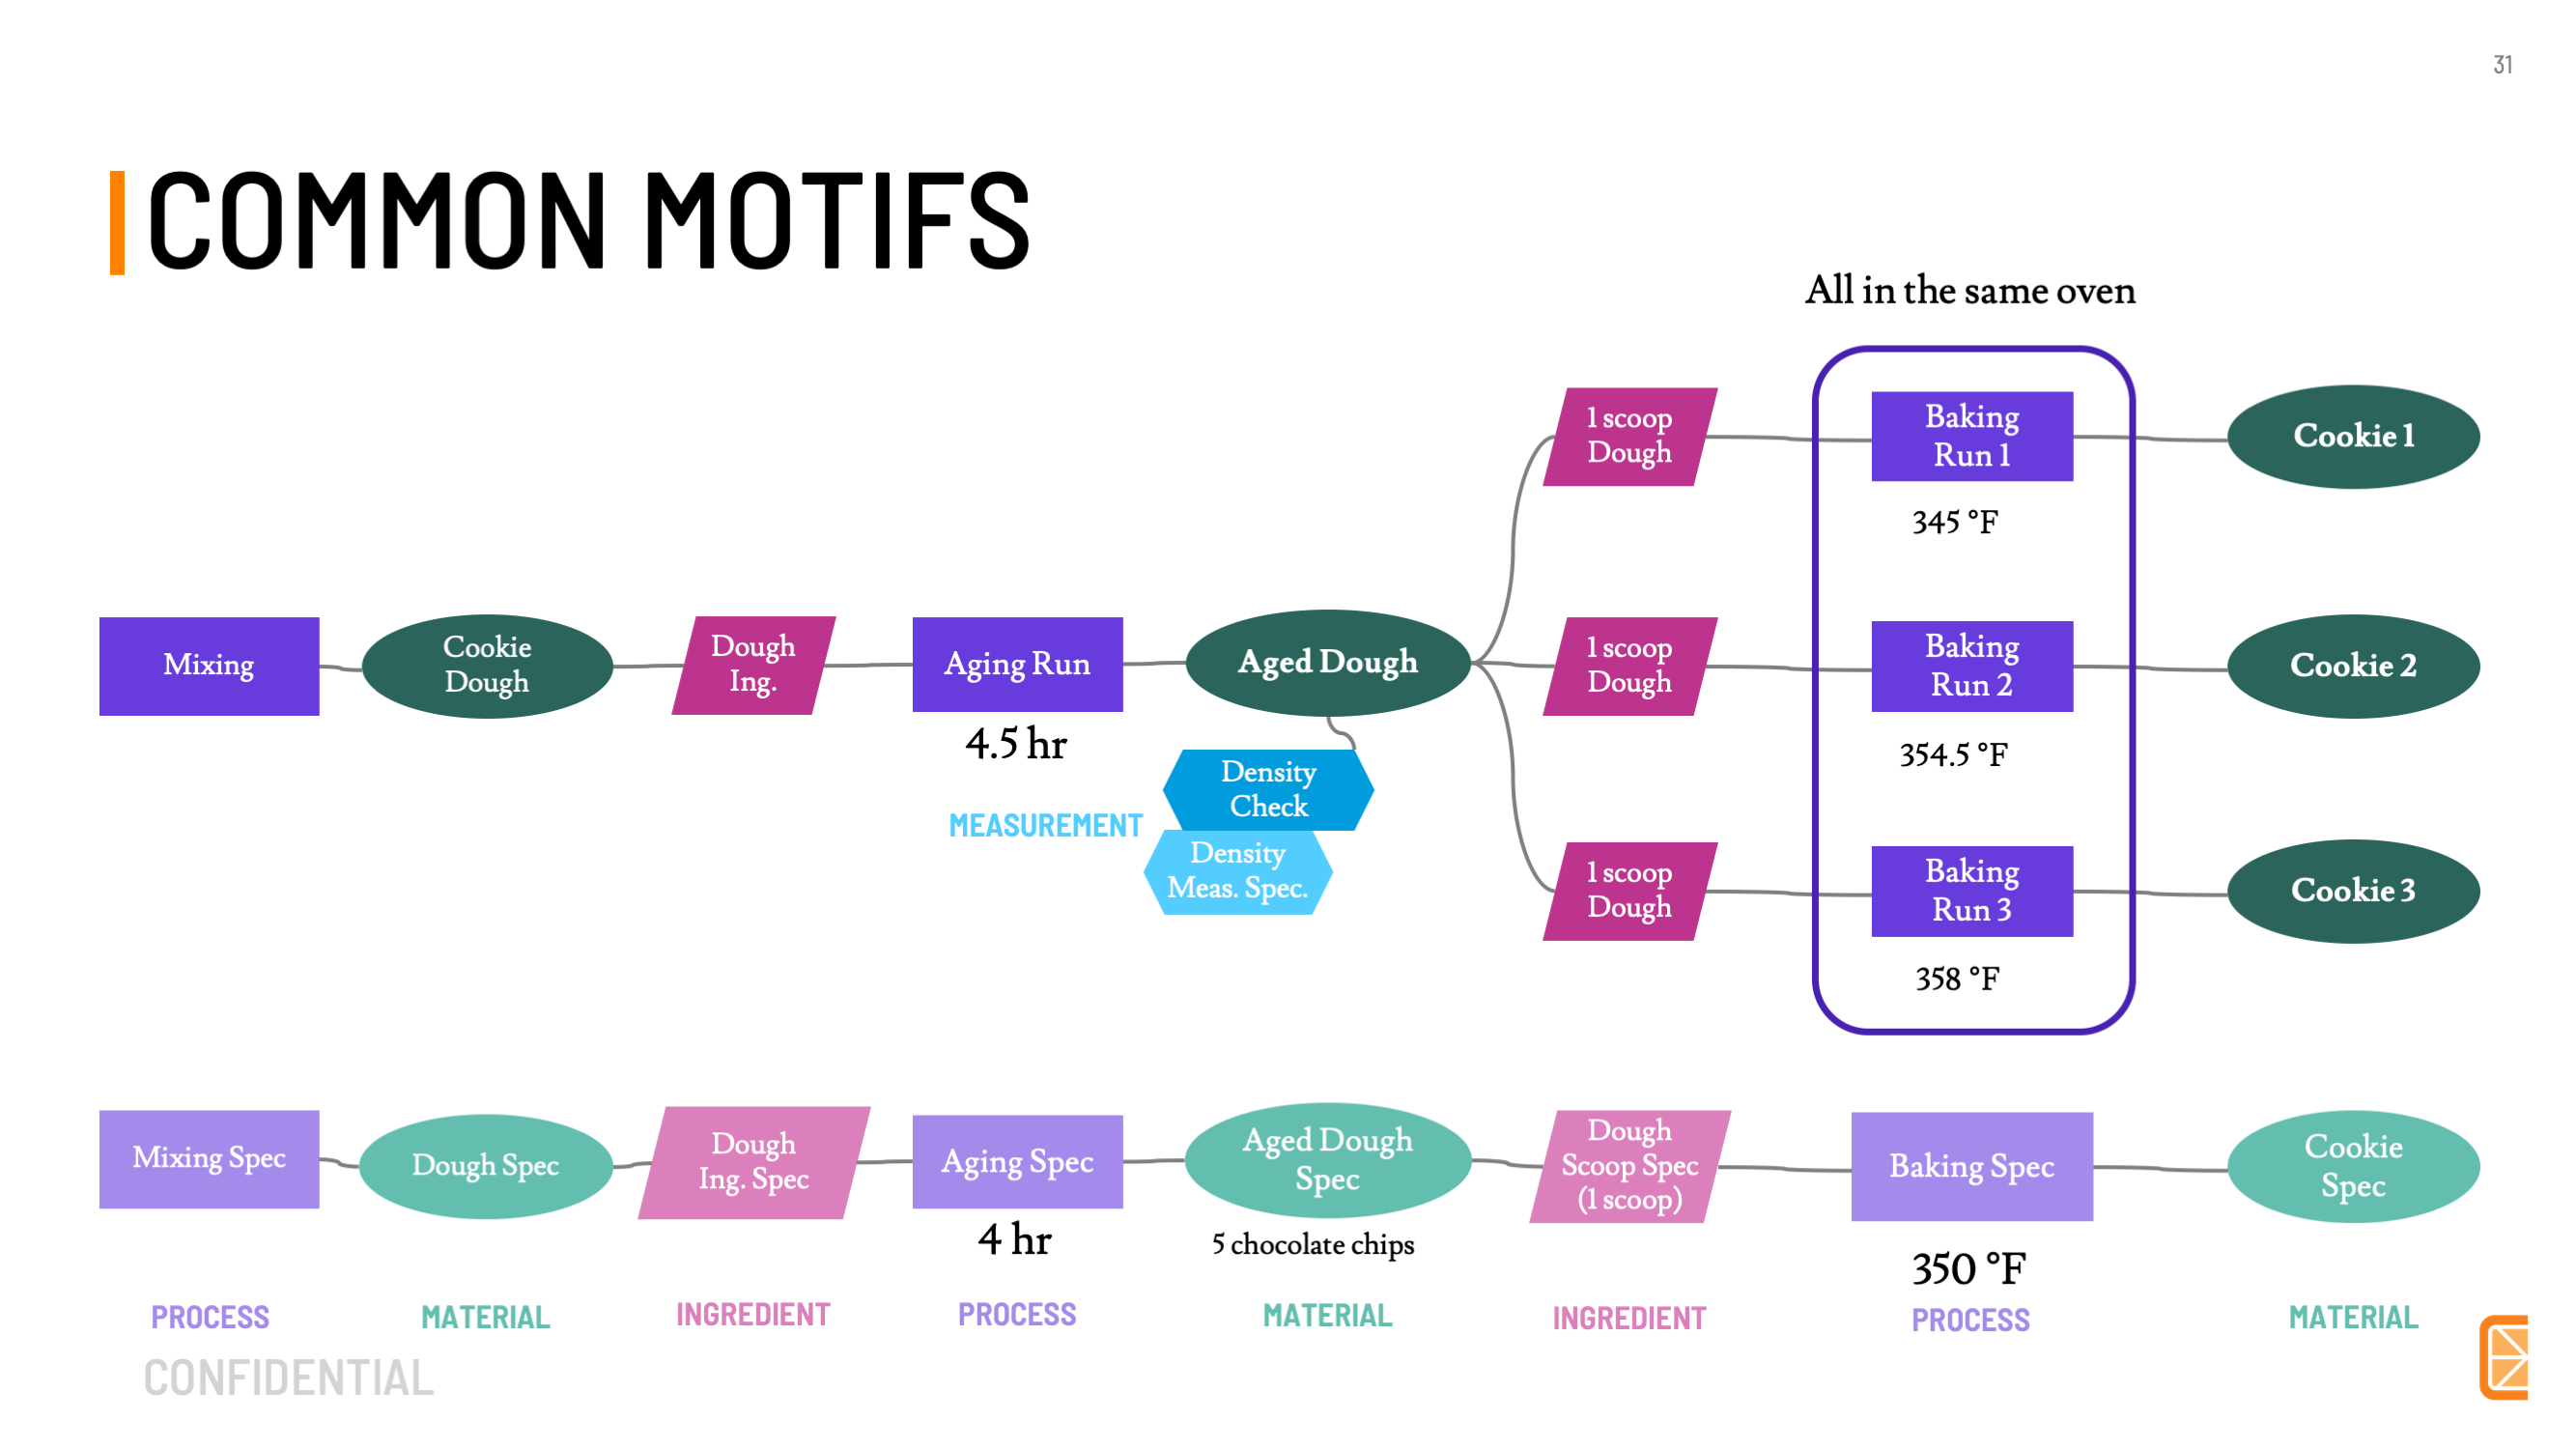 31
COMMON MOTIFS
All in the same oven
1 scoop
Dough
Baking
Run 1
Cookie 1
345 °F
Mixing
Cookie
Dough
Dough
Ing.
Aging Run
Aged Dough
1 scoop
Dough
Baking
Run 2
Cookie 2
4.5 hr
354.5 °F
Density
Check
MEASUREMENT
Density
Meas. Spec.
1 scoop
Dough
Baking
Run 3
Cookie 3
358 °F
Mixing Spec
Dough Spec
Dough
Ing. Spec
Aging Spec
Aged Dough
Spec
Dough
Scoop Spec
(1 scoop)
Baking Spec
Cookie
Spec
4 hr
5 chocolate chips
350 °F
PROCESS
MATERIAL
INGREDIENT
PROCESS
MATERIAL
INGREDIENT
PROCESS
MATERIAL
CONFIDENTIAL